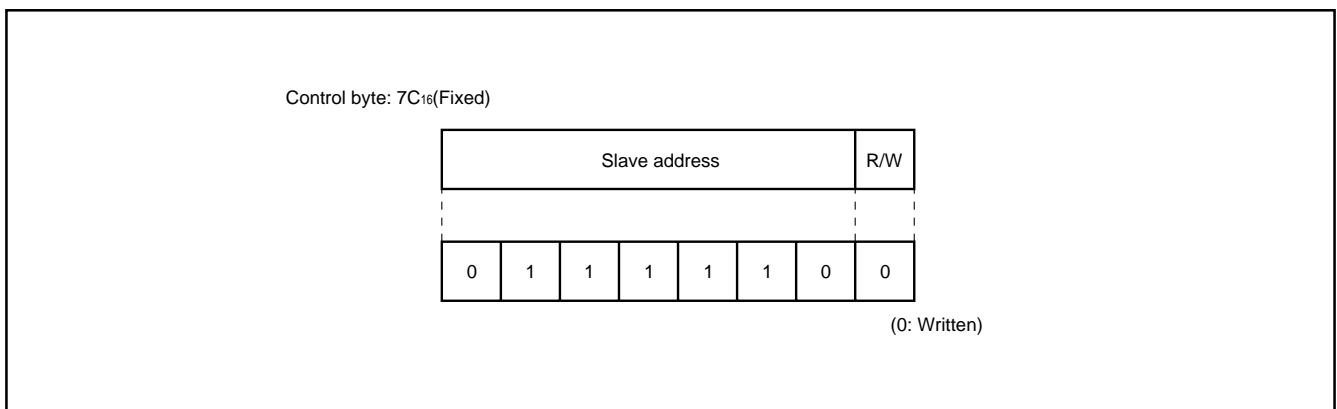 Control byte: 7C16(Fixed)
Slave address R/W
0 1 1 1 1 1 0 0
(0: Written)